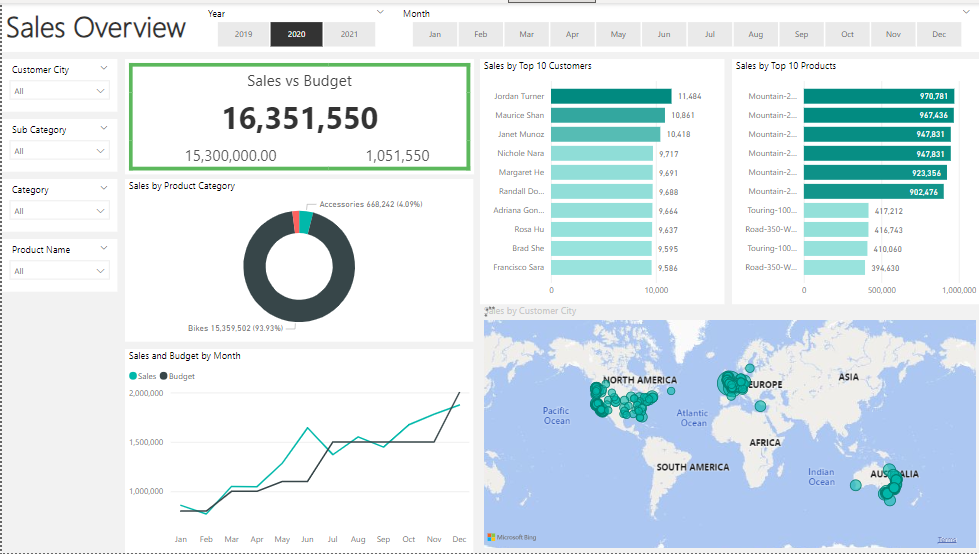 Sales Overview
Year
2019
2020
2021
Month
Jan
Feb
Mar
Apr
May
Jun
Jul
Aug
Sep
Oct
Nov
Dec
Customer City
All
Sub Category
All
Category
All
Product Name
All
Sales vs Budget
16,351,550
15,300,000.00
1,051,550
Sales by Product Category
Accessories 668,242 (4.09%)
Bikes 15,359,502 (93.93%)
Sales and Budget by Month
Sales
Budget
2,000,000
1,500,000
1,000,000
Jan Feb Mar Apr May Jun Jul Aug Sep Oct Nov Dec
Sales by Top 10 Customers
Jordan Turner 11,484
Maurice Shan 10,861
Janet Munoz 10,418
Nichole Nara 9,717
Margaret He 9,691
Randall Do... 9,688
Adriana Gon... 9,664
Rosa Hu 9,637
Brad She 9,595
Francisco Sara 9,586
0 10,000
Sales by Top 10 Products
Mountain-2... 970,781
Mountain-2... 967,436
Mountain-2... 947,831
Mountain-2... 947,831
Mountain-2... 923,356
Mountain-2... 902,476
Touring-100... 417,212
Road-350-W... 416,743
Touring-100... 410,060
Road-350-W... 394,630
0 500,000 1,000,000
Sales by Customer City
NORTH AMERICA
EUROPE
ASIA
Pacific
Ocean
Atlantic
Ocean
AFRICA
SOUTH AMERICA
Indian
Ocean
Microsoft Bing
Terms